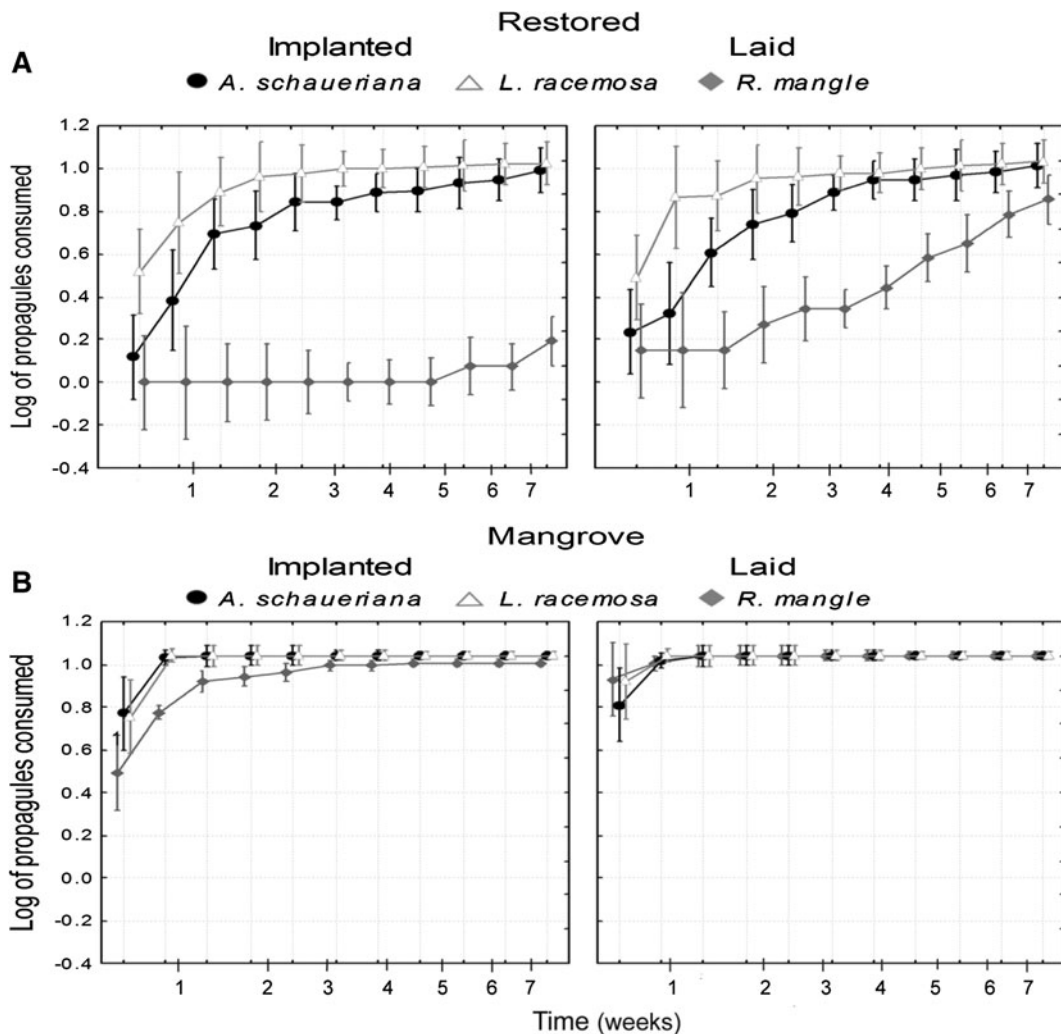 Restored
A
Implanted
Laid
A. schaueriana
L. racemosa
R. mangle
Log of propagules consumed
1.2
1.0
0.8
0.6
0.4
0.2
0.0
-0.2
-0.4
1 2 3 4 5 6 7
1 2 3 4 5 6 7
Mangrove
B
Implanted
Laid
A. schaueriana
L. racemosa
R. mangle
Log of propagules consumed
1.2
1.0
0.8
0.6
0.4
0.2
0.0
-0.2
-0.4
1 2 3 4 5 6 7
1 2 3 4 5 6 7
Time (weeks)